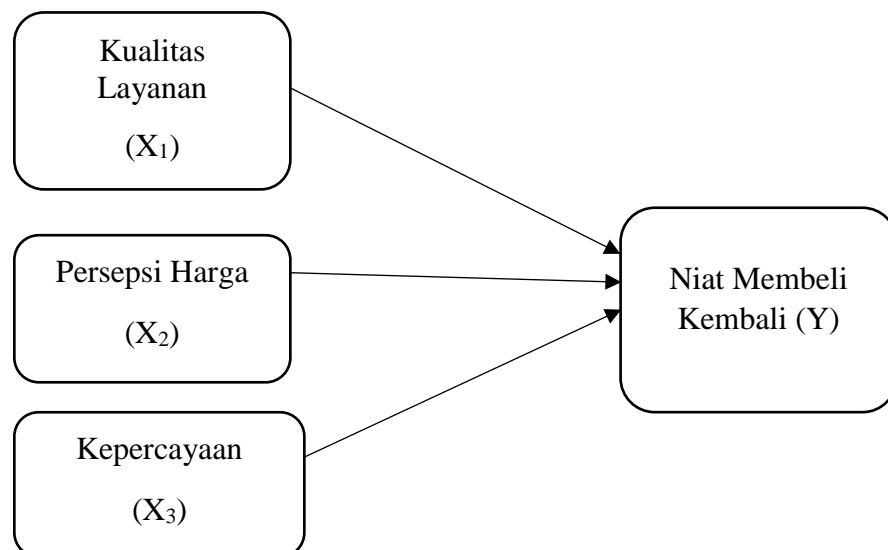 Kualitas
Layanan
(X₁)
Persepsi Harga
(X₂)
Kepercayaan
(X₃)
Niat Membeli
Kembali (Y)